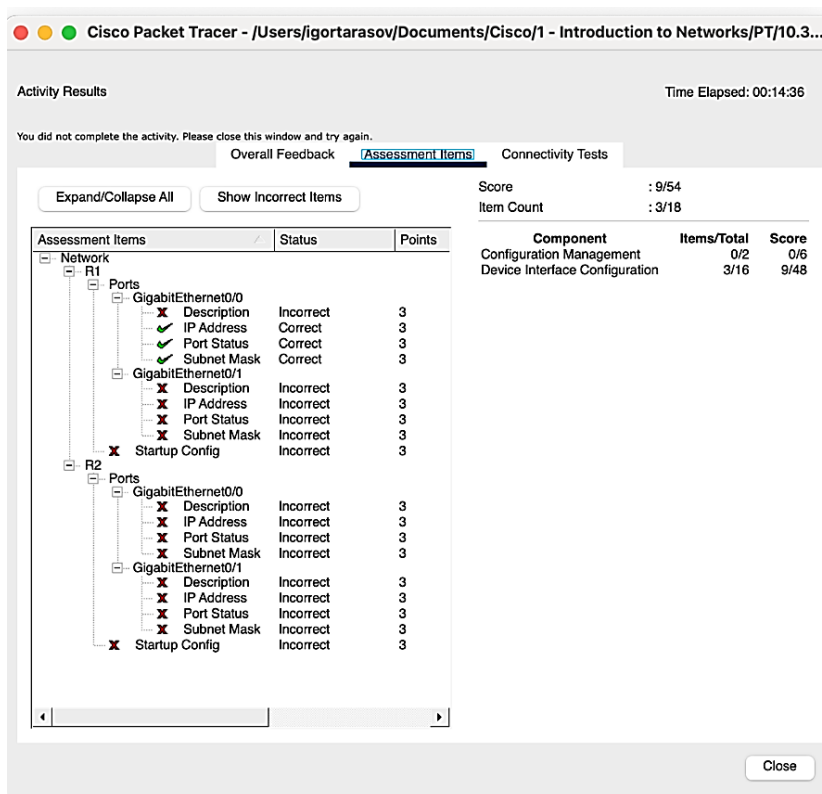 Cisco Packet Tracer - /Users/igortarasov/Documents/Cisco/1 - Introduction to Networks/PT/10.3...
Activity Results
Time Elapsed: 00:14:36
You did not complete the activity. Please close this window and try again.
Overall Feedback Assessment Items Connectivity Tests
Expand/Collapse All Show Incorrect Items
Score : 9/54
Item Count : 3/18
Assessment Items Status Points
Component Items/Total Score
Configuration Management 0/2 0/6
Device Interface Configuration 3/16 9/48
Network
R1
Ports
GigabitEthernet0/0
Description Incorrect 3
IP Address Correct 3
Port Status Correct 3
Subnet Mask Correct 3
GigabitEthernet0/1
Description Incorrect 3
IP Address Incorrect 3
Port Status Incorrect 3
Subnet Mask Incorrect 3
Startup Config Incorrect 3
R2
Ports
GigabitEthernet0/0
Description Incorrect 3
IP Address Incorrect 3
Port Status Incorrect 3
Subnet Mask Incorrect 3
GigabitEthernet0/1
Description Incorrect 3
IP Address Incorrect 3
Port Status Incorrect 3
Subnet Mask Incorrect 3
Startup Config Incorrect 3
Close